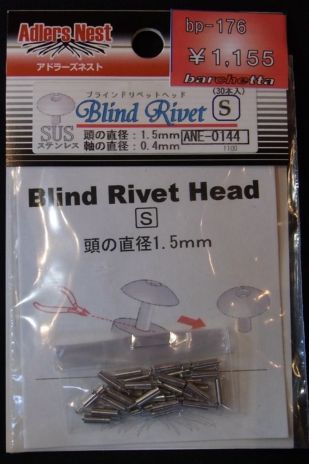 Adlers Nest
アドラーズネスト
bp-176
¥1,155
barchetta
ブラインドリベットヘッド
(30本入)
Blind Rivet S
SUS
ステンレス
頭の直径:1.5mm
軸の直径:0.4mm
ANE-0144
1100
Blind Rivet Head
S
頭の直径1.5mm